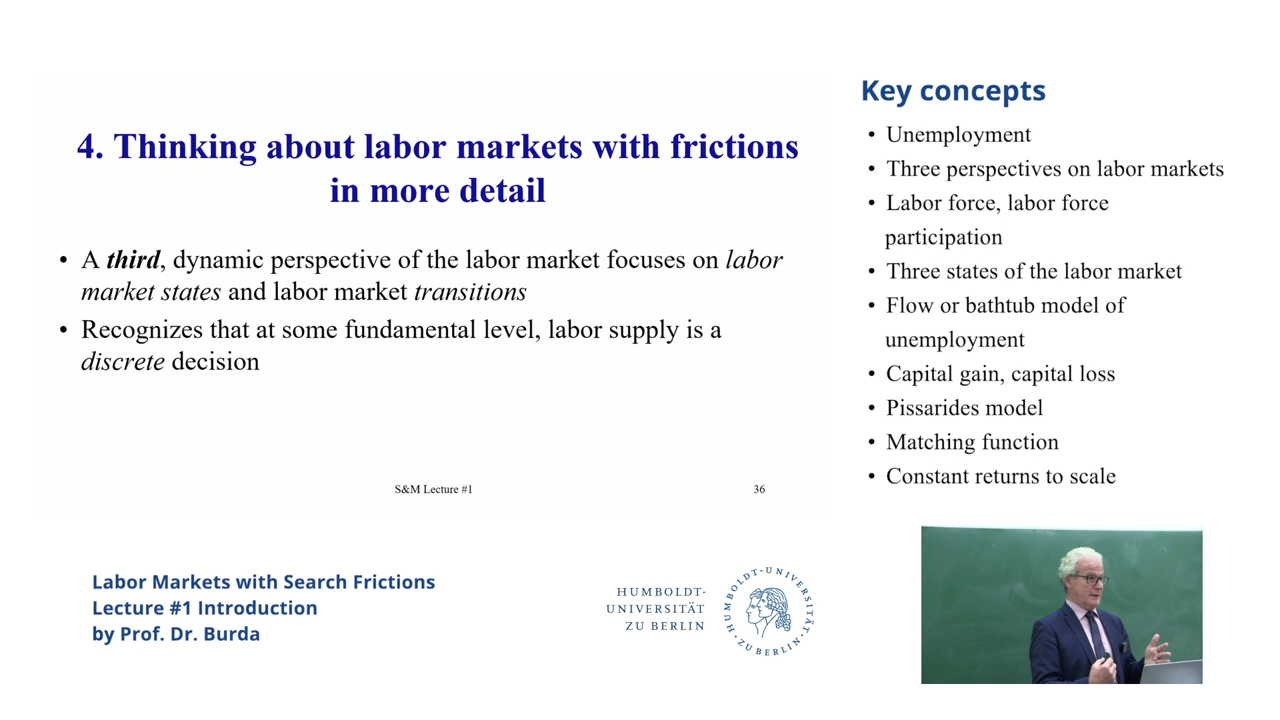 4. Thinking about labor markets with frictions
in more detail
• A third, dynamic perspective of the labor market focuses on labor
market states and labor market transitions
• Recognizes that at some fundamental level, labor supply is a
discrete decision
S&M Lecture #1
36
Key concepts
• Unemployment
• Three perspectives on labor markets
• Labor force, labor force
participation
• Three states of the labor market
• Flow or bathtub model of
unemployment
• Capital gain, capital loss
• Pissarides model
• Matching function
• Constant returns to scale
Labor Markets with Search Frictions
Lecture #1 Introduction
by Prof. Dr. Burda
HUMBOLDT-
UNIVERSITÄT
ZU BERLIN
HUMBOLDT-UNIVERSITÄT
·ZU BERLIN·